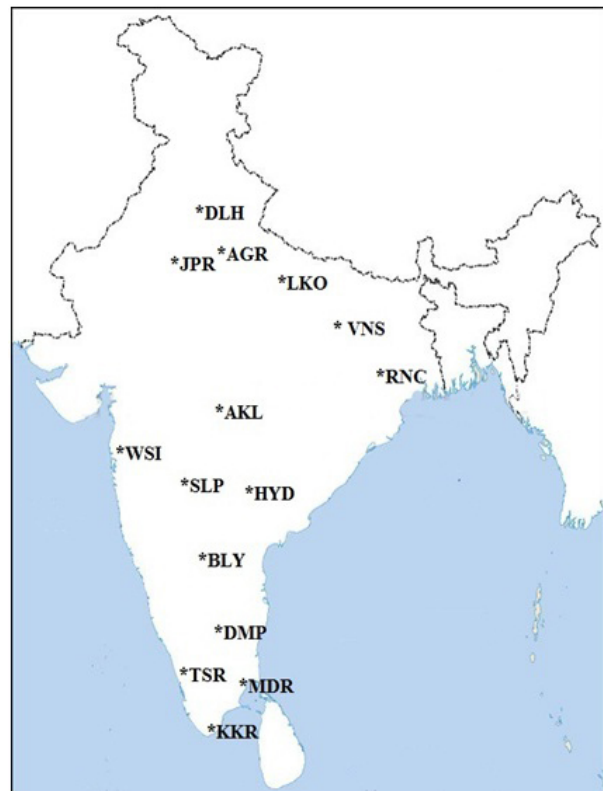 *DLH
*AGR
*JPR
*LKO
* VNS
*RNC
*AKL
*WSI
*SLP
*HYD
*BLY
*DMP
*TSR
*MDR
*KKR